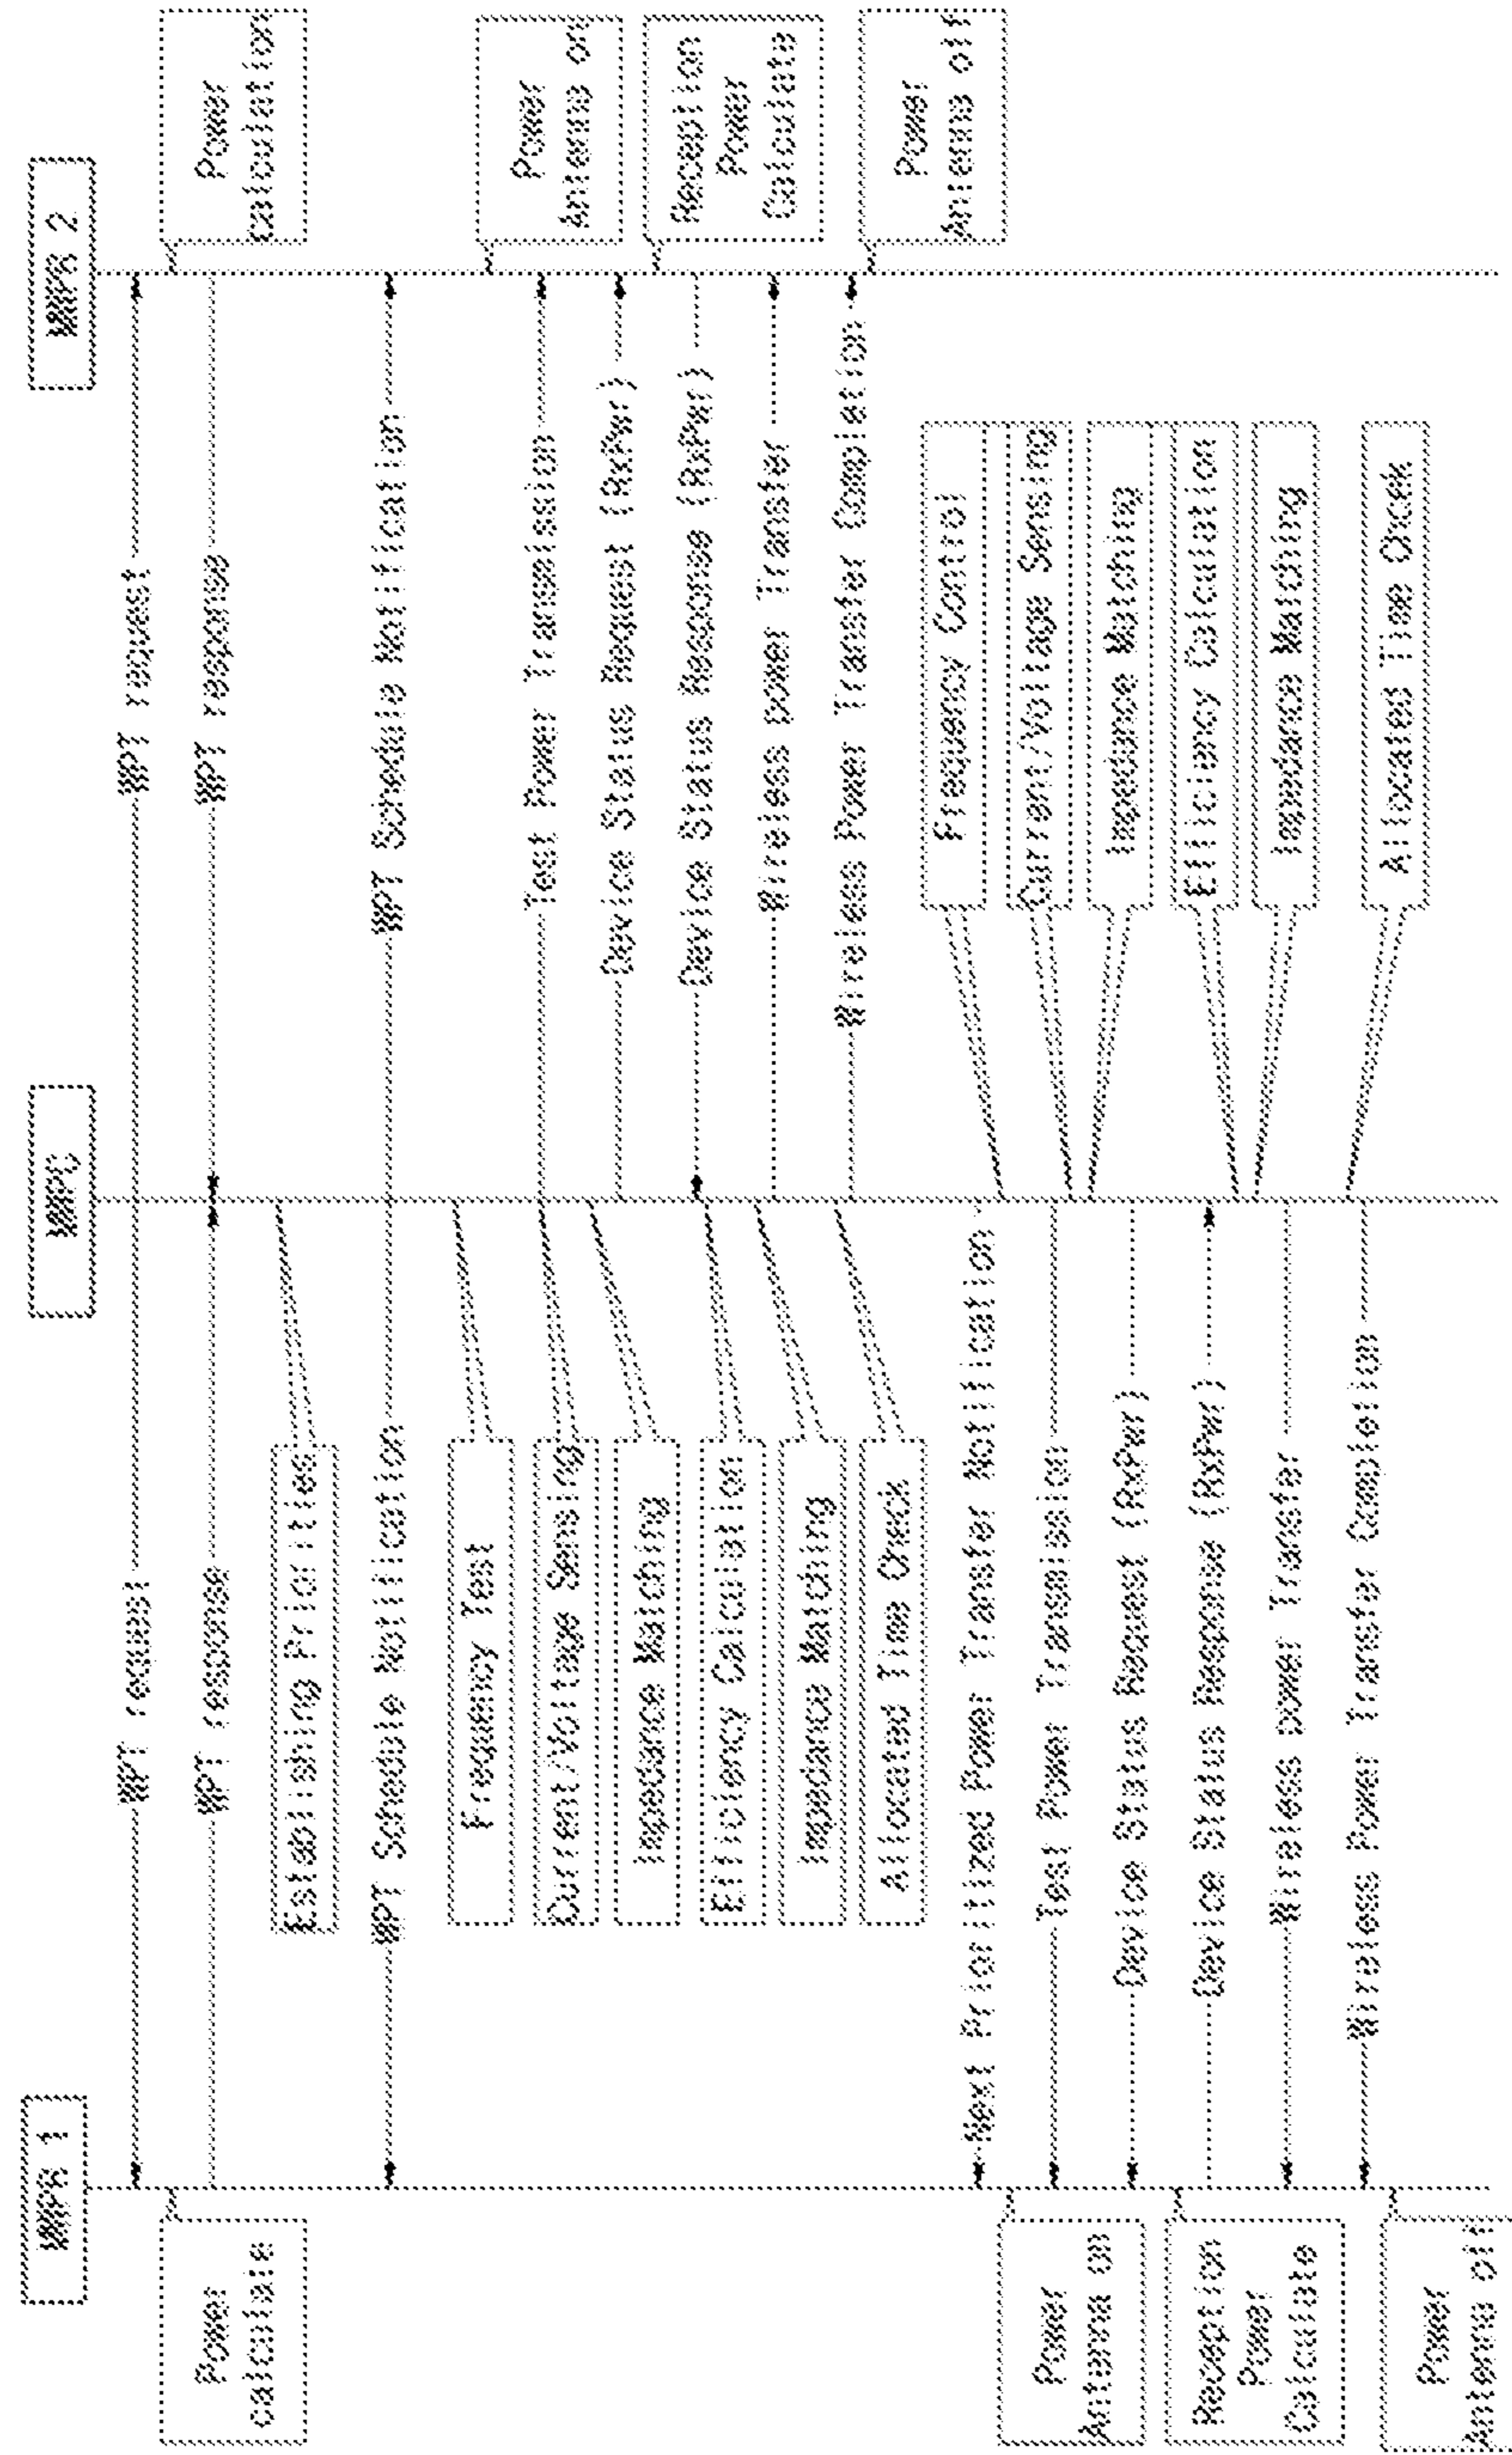 WPT request
WPT response
WPT Schedule Notification
Next Prioritized Power Transfer Notification
Test Power Transmission
Device Status Request (RxPwr)
Device Status Response (RxPwr)
Wireless power Transfer
Wireless Power Transfer Completion
Power
calculate
Power
Antenna on
Reception
Power
Calculate
Power
Antenna off
Establishing Priorities
Frequency Test
Current/Voltage Sensing
Impedance Matching
Efficiency Calculation
Impedance Matching
Allocated Time Check
WPT request
WPT response
WPT Schedule Notification
Test Power Transmission
Device Status Request (RxPwr)
Device Status Response (RxPwr)
Wireless power Transfer
Wireless Power Transfer Completion
Frequency Control
Current/Voltage Sensing
Impedance Matching
Efficiency Calculation
Impedance Matching
Allocated Time Check
Power
calculation
Power
Antenna on
Reception
Power
Calculate
Power
Antenna off